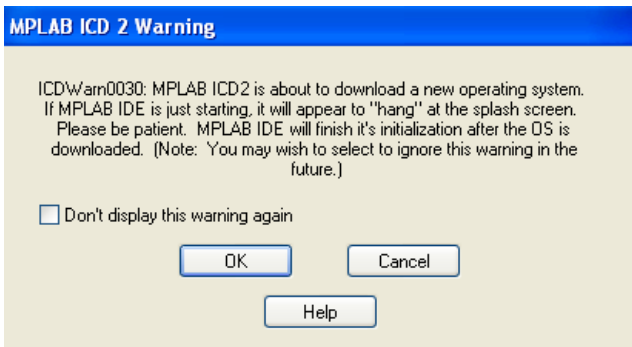 MPLAB ICD 2 Warning
ICDWarn0030: MPLAB ICD2 is about to download a new operating system.
If MPLAB IDE is just starting, it will appear to "hang" at the splash screen.
Please be patient.  MPLAB IDE will finish it's initialization after the OS is
downloaded.  (Note:  You may wish to select to ignore this warning in the
future.)
Don't display this warning again
OK Cancel
Help